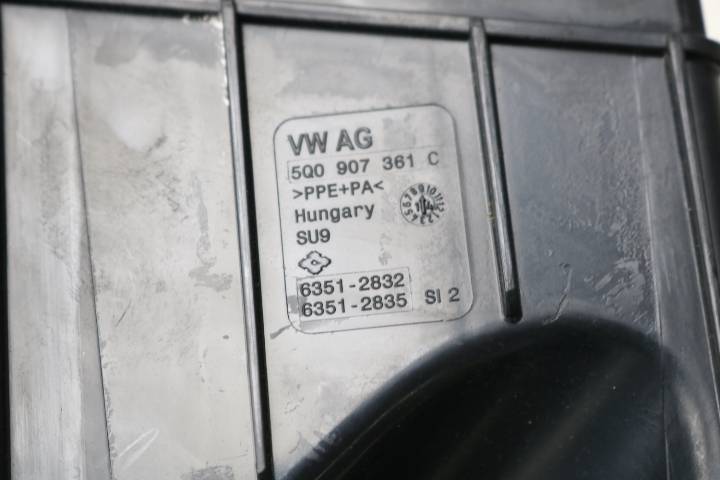 VW AG
5Q0 907 361 C
>PPE+PA<
Hungary
SU9
6351-2832
6351-2835 SI 2